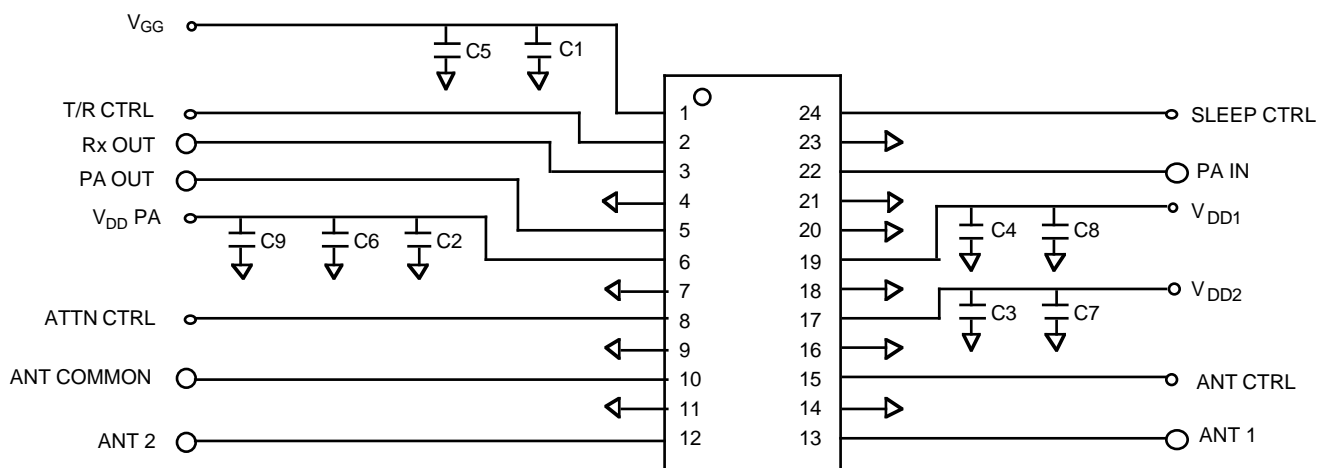 VGG
C5 C1
T/R CTRL 1 24 SLEEP CTRL
2 23
Rx OUT 3 22 PA IN
PA OUT 4 21
VDD PA C9 C6 C2 5 20 C4 C8 VDD1
6 19
7 18 VDD2
ATTN CTRL 8 17 C3 C7
9 16
ANT COMMON 10 15 ANT CTRL
11 14
ANT 2 12 13 ANT 1